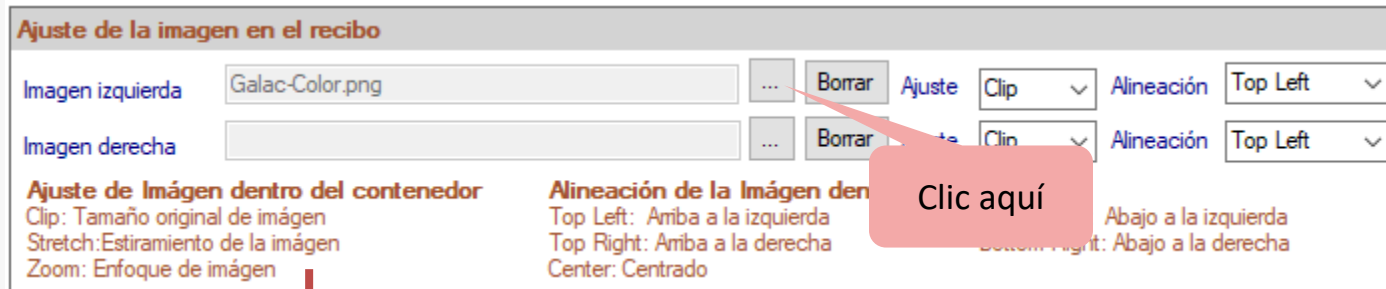 Ajuste de la imagen en el recibo
Imagen izquierda Galac-Color.png ... Borrar Ajuste Clip Alineación Top Left
Imagen derecha ... Borrar Clip Alineación Top Left
Clic aquí
Ajuste de Imágen dentro del contenedor Alineación de la Imágen
Clip: Tamaño original de imágen Top Left: Arriba a la izquierda Abajo a la izquierda
Stretch:Estiramiento de la imágen Top Right: Arriba a la derecha Bottom Right: Abajo a la derecha
Zoom: Enfoque de imágen Center: Centrado